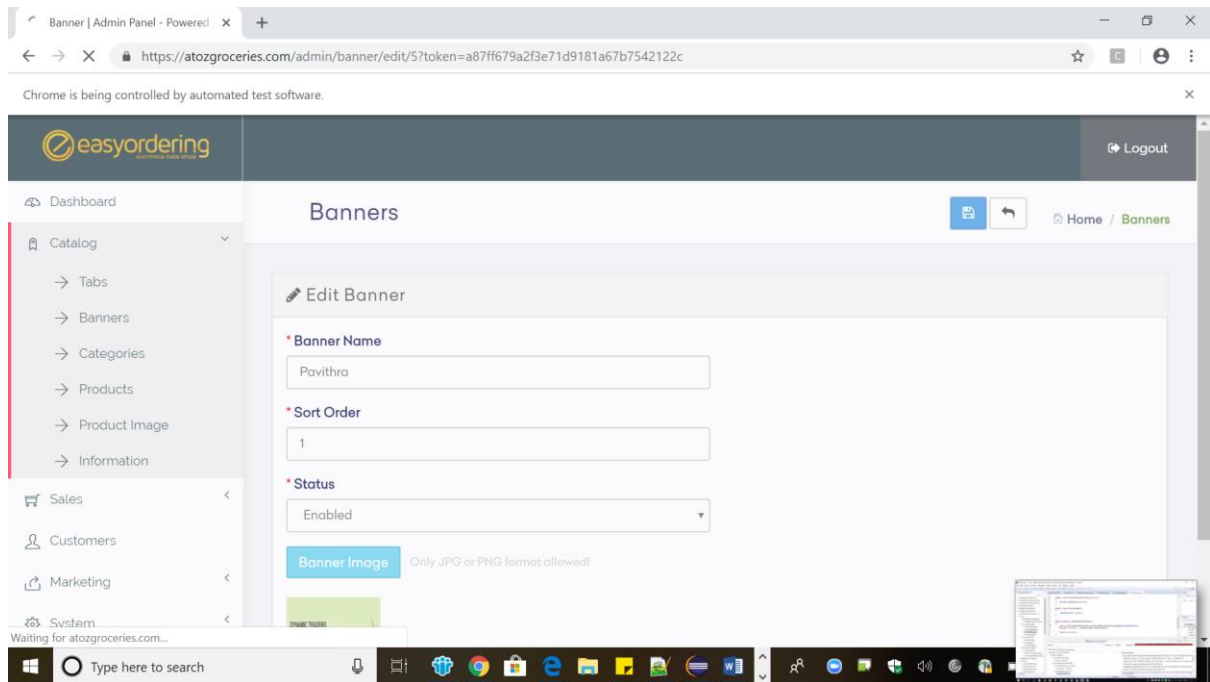 Banner | Admin Panel - Powered
https://atozgroceries.com/admin/banner/edit/5?token=a87ff679a2f3e71d9181a67b7542122c
Chrome is being controlled by automated test software.
easyordering
Logout
Dashboard
Banners
Home / Banners
Catalog
Tabs
Edit Banner
Banners
* Banner Name
Categories
Pavithra
Products
* Sort Order
Product Image
1
Information
* Status
Sales
Enabled
Customers
Banner Image Only JPG or PNG format allowed!
Marketing
System
DYNAMIC TRADERS
Waiting for atozgroceries.com...
Type here to search